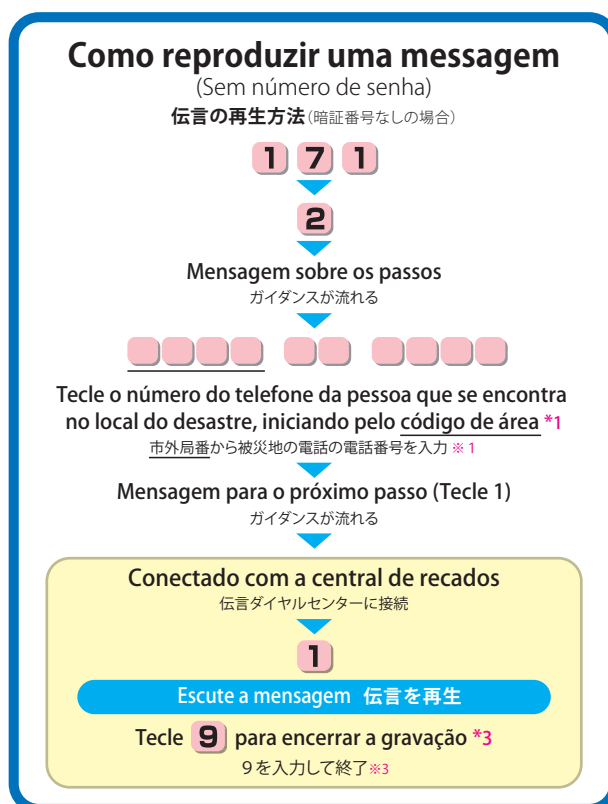 Como reproduzir uma messagem
(Sem número de senha)
伝言の再生方法(暗証番号なしの場合)
1 7 1
2
Mensagem sobre os passos
ガイダンスが流れる
Tecle o número do telefone da pessoa que se encontra
no local do desastre, iniciando pelo código de área *1
市外局番から被災地の電話の電話番号を入力 ※1
Mensagem para o próximo passo (Tecle 1)
ガイダンスが流れる
Conectado com a central de recados
伝言ダイヤルセンターに接続
1
Escute a mensagem 伝言を再生
Tecle 9 para encerrar a gravação *3
9を入力して終了※3